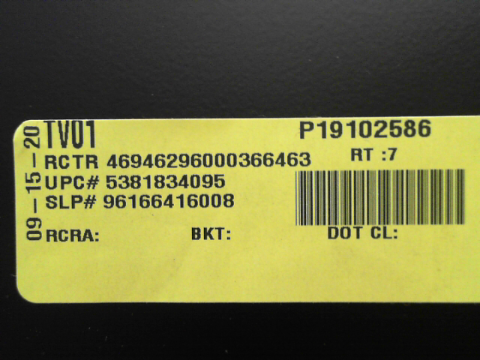 TV01
P19102586
RCTR 46946296000366463
RT :7
UPC# 5381834095
SLP# 96166416008
RCRA: BKT: DOT CL:
09-15-20